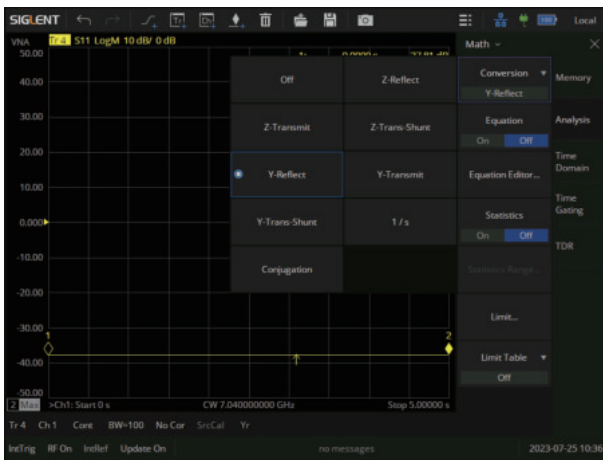 SIGLENT
Local
VNA
Tr 4 S11 LogM 10 dB/ 0 dB
50.00
40.00
30.00
20.00
10.00
0.000
-10.00
-20.00
-30.00
-40.00
-50.00
1
2
Off
Z-Reflect
Z-Transmit
Z-Trans-Shunt
Y-Reflect
Y-Transmit
Y-Trans-Shunt
1 / s
Conjugation
Math
Conversion
Y-Reflect
Equation
On Off
Equation Editor...
Statistics
On Off
Statistics Range...
Limit...
Limit Table
Off
Memory
Analysis
Time
Domain
Time
Gating
TDR
2 Max >Ch1: Start 0 s CW 7.040000000 GHz Stop 5.00000 s
Tr 4 Ch 1 Cont BW=100 No Cor SrcCal Yr
IntTrig RF On IntRef Update On no messages 2023-07-25 10:36